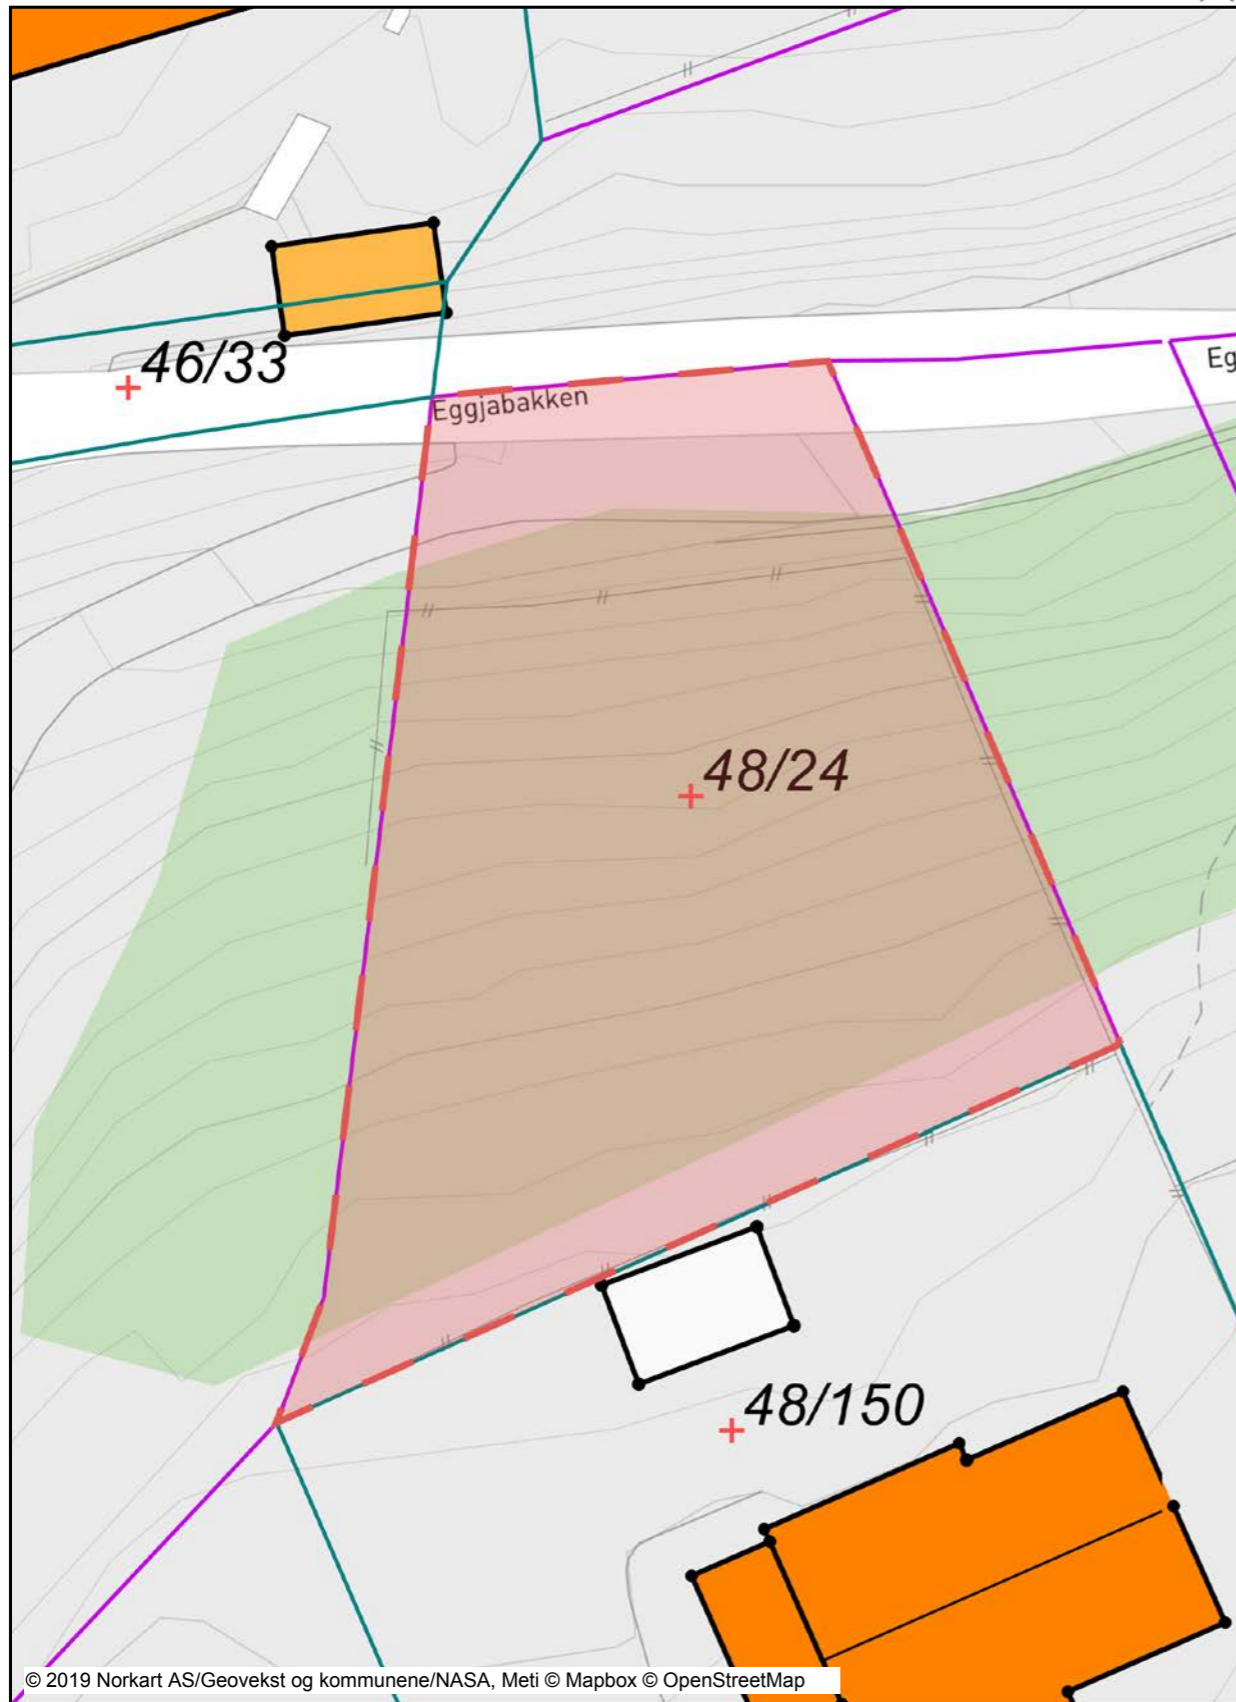 46/33
Eg
Eggjabakken
48/24
48/150
© 2019 Norkart AS/Geovekst og kommunene/NASA, Meti © Mapbox © OpenStreetMap